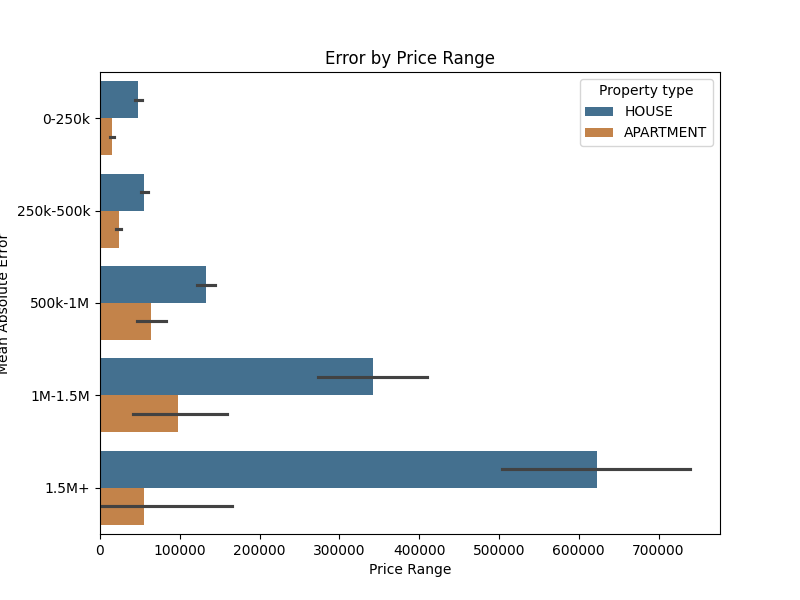 Error by Price Range
Property type
HOUSE
APARTMENT
0-250k
250k-500k
500k-1M
1M-1.5M
1.5M+
Mean Absolute Error
0 100000 200000 300000 400000 500000 600000 700000
Price Range